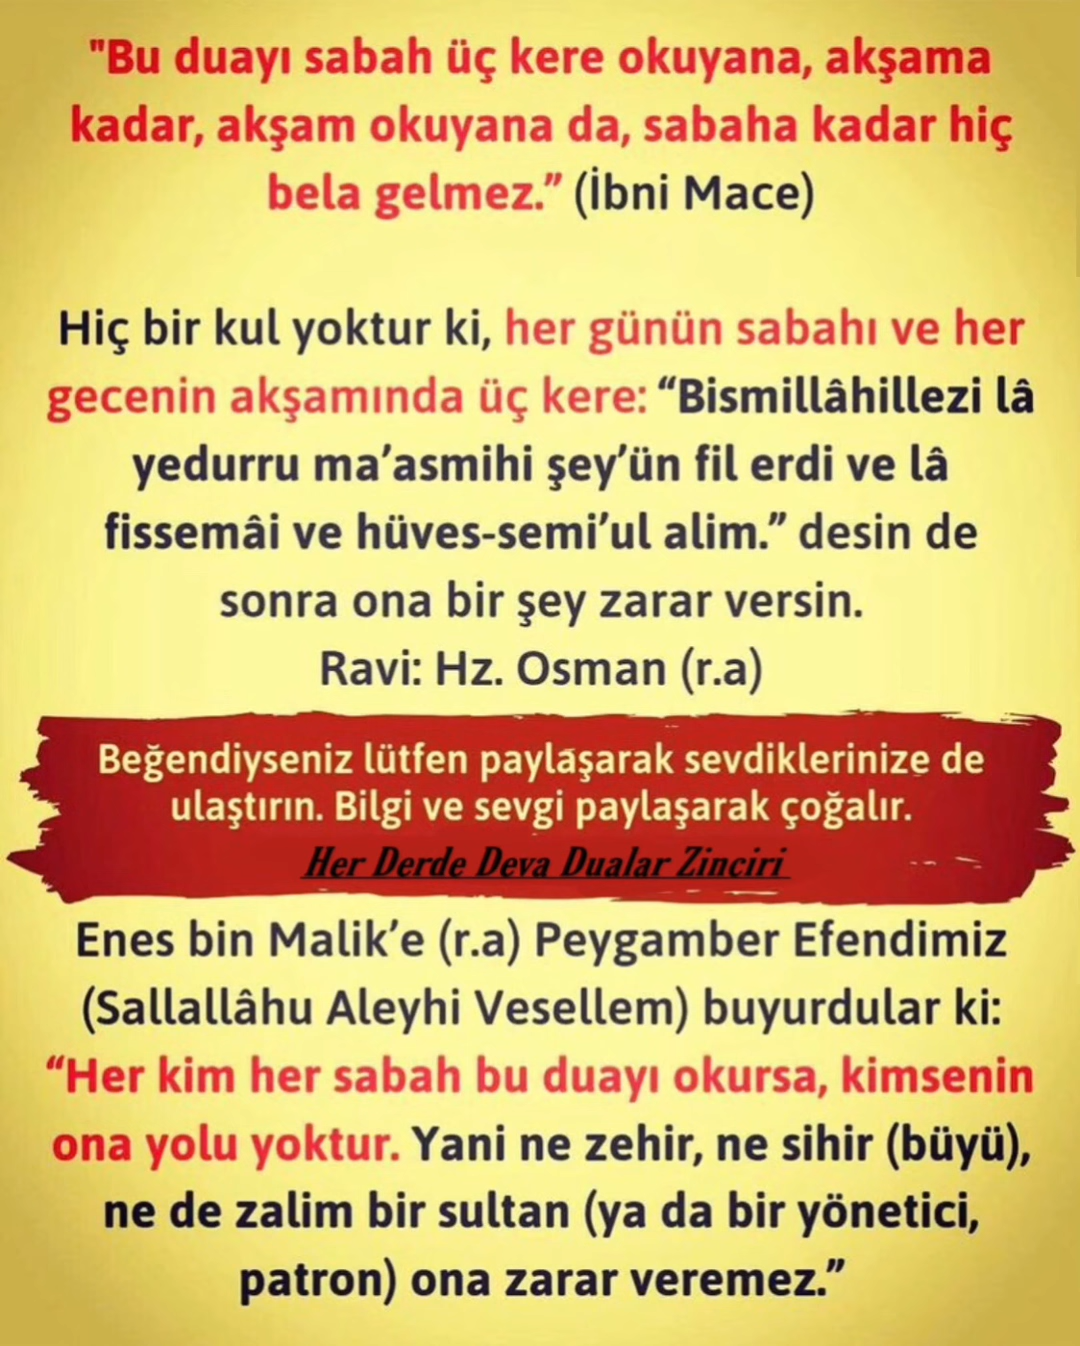 "Bu duayı sabah üç kere okuyana, akşama
kadar, akşam okuyana da, sabaha kadar hiç
bela gelmez.” (İbni Mace)
Hiç bir kul yoktur ki, her günün sabahı ve her
gecenin akşamında üç kere: “Bismillâhillezi lâ
yedurru ma’asmihi şey’ün fil erdi ve lâ
fissemâi ve hüves-semi’ul alim.” desin de
sonra ona bir şey zarar versin.
Ravi: Hz. Osman (r.a)
Beğendiyseniz lütfen paylaşarak sevdiklerinize de
ulaştırın. Bilgi ve sevgi paylaşarak çoğalır.
Her Derde Deva Dualar Zinciri
Enes bin Malik’e (r.a) Peygamber Efendimiz
(Sallallâhu Aleyhi Vesellem) buyurdular ki:
“Her kim her sabah bu duayı okursa, kimsenin
ona yolu yoktur. Yani ne zehir, ne sihir (büyü),
ne de zalim bir sultan (ya da bir yönetici,
patron) ona zarar veremez.”